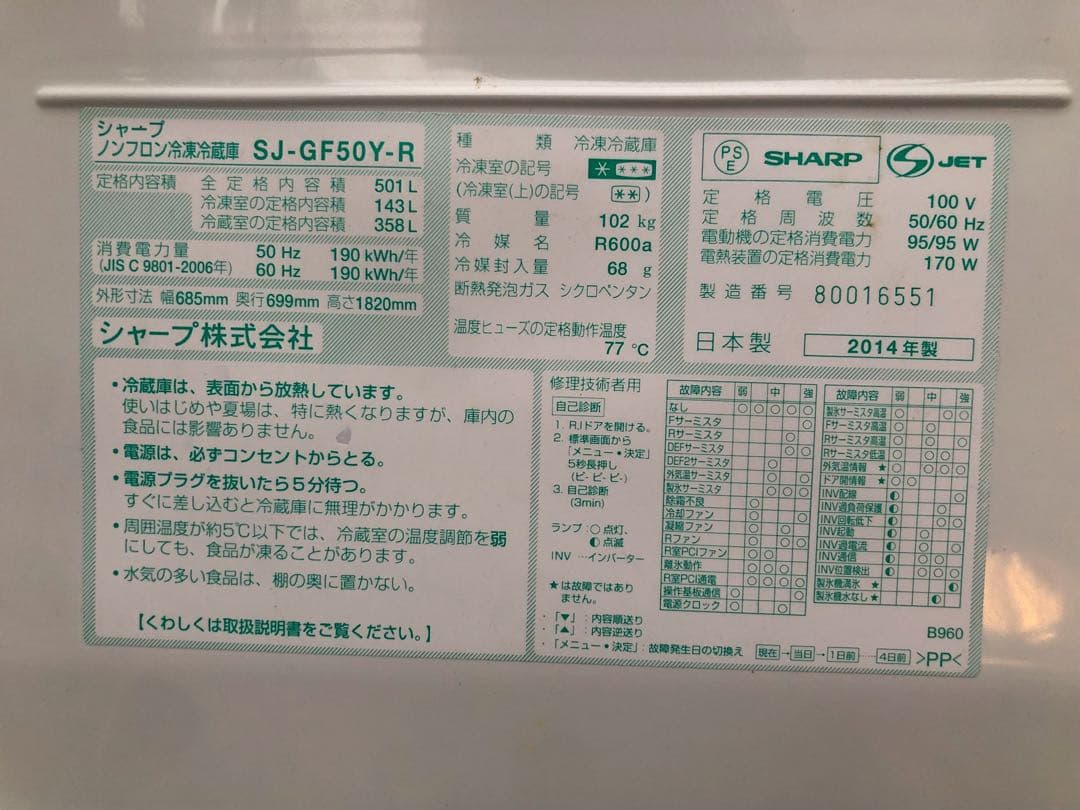 シャープ
ノンフロン冷凍冷蔵庫 SJ-GF50Y-R
定格内容積 全定格内容積 501 L
冷凍室の定格内容積 143 L
冷蔵室の定格内容積 358 L
消費電力量 50 Hz 190 kWh/年
(JIS C 9801-2006年) 60 Hz 190 kWh/年
外形寸法 幅685mm 奥行699mm 高さ1820mm
シャープ株式会社
種類 冷凍冷蔵庫
冷凍室の記号 * ***
(冷凍室(上)の記号 **)
質量 102 kg
冷媒名 R600a
冷媒封入量 68 g
断熱発泡ガス シクロペンタン
温度ヒューズの定格動作温度
77 ℃
PSE SHARP S JET
定格電圧 100 V
定格周波数 50/60 Hz
電動機の定格消費電力 95/95 W
電熱装置の定格消費電力 170 W
製造番号 80016551
日本製 2014年製
•冷蔵庫は、表面から放熱しています。
使いはじめや夏場は、特に熱くなりますが、庫内の
食品には影響ありません。
•電源は、必ずコンセントからとる。
•電源プラグを抜いたら5分待つ。
すぐに差し込むと冷蔵庫に無理がかかります。
•周囲温度が約5℃以下では、冷蔵室の温度調節を弱
にしても、食品が凍ることがあります。
•水気の多い食品は、棚の奥に置かない。
【くわしくは取扱説明書をご覧ください。】
修理技術者用
自己診断
1. R,Iドアを開ける。
2. 標準画面から
「メニュー・決定」
5秒長押し
(ピ- ピ- ピ-)
3. 自己診断
(3min)
ランプ:○点灯、
◐点滅
INV …インバーター
★は故障ではあり
ません。
故障内容 弱 中 強
なし ○ ○ ○ ○ ○
Fサーミスタ
Rサーミスタ
DEFサーミスタ
DEF2サーミスタ
外気温サーミスタ
製氷サーミスタ
除霜不良
冷却ファン
凝縮ファン
Rファン
R室PCIファン
離氷動作
R室PCI通電
操作基板通信
電源クロック
故障内容 弱 中 強
製氷サーミスタ高温
Fサーミスタ高温
Rサーミスタ高温
Rサーミスタ低温
外気温情報 ★
ドア開情報 ★
INV配線
INV過負荷保護
INV回転低下
INV起動
INV過電流
INV通信
INV位置検出
製氷機満氷 ★
製氷機水なし ★
・「▼」:内容順送り
・「▲」:内容逆送り
・「メニュー・決定」:故障発生日の切換え 現在→当日→1日前…4日前
B960
>PP<